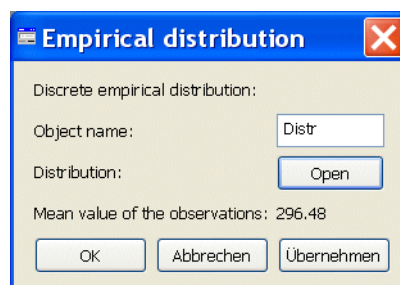 Empirical distribution
Discrete empirical distribution:
Object name: Distr
Distribution: Open
Mean value of the observations: 296.48
OK Abbrechen Übernehmen